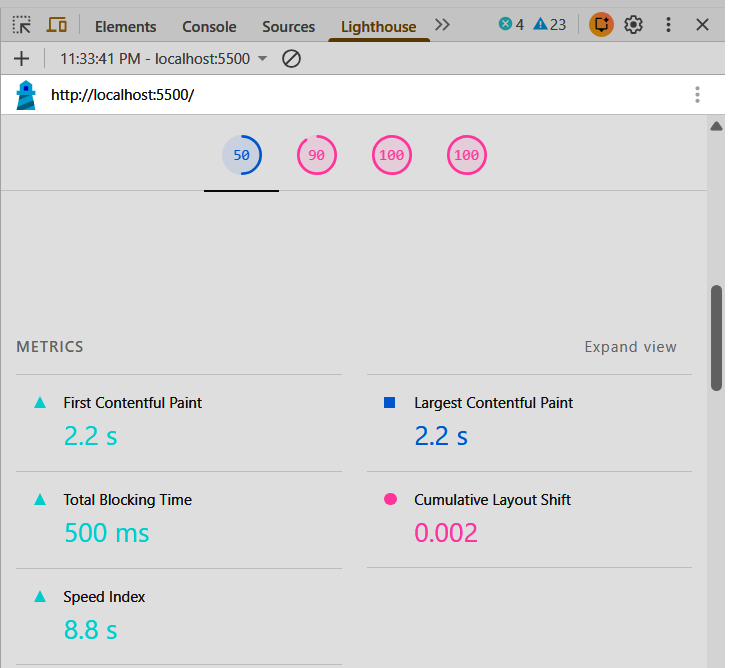 Elements Console Sources Lighthouse 4 23
11:33:41 PM - localhost:5500
http://localhost:5500/
50 90 100 100
METRICS Expand view
First Contentful Paint
2.2 s
Largest Contentful Paint
2.2 s
Total Blocking Time
500 ms
Cumulative Layout Shift
0.002
Speed Index
8.8 s